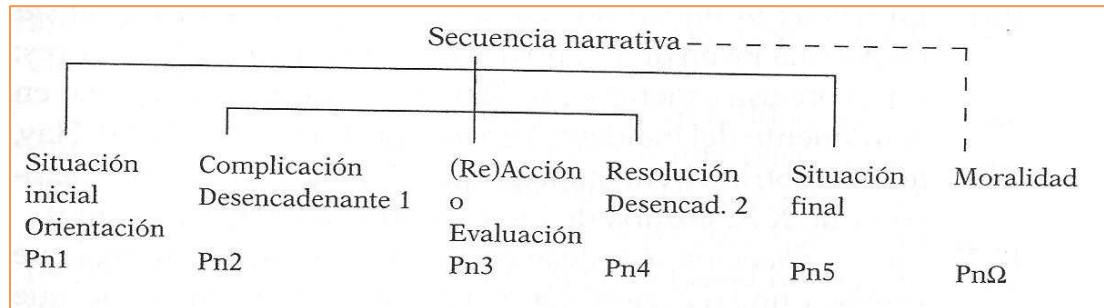 Secuencia narrativa
Situación
inicial
Orientación
Pn1
Complicación
Desencadenante 1
Pn2
(Re)Acción
o
Evaluación
Pn3
Resolución
Desencad. 2
Pn4
Situación
final
Pn5
Moralidad
PnΩ